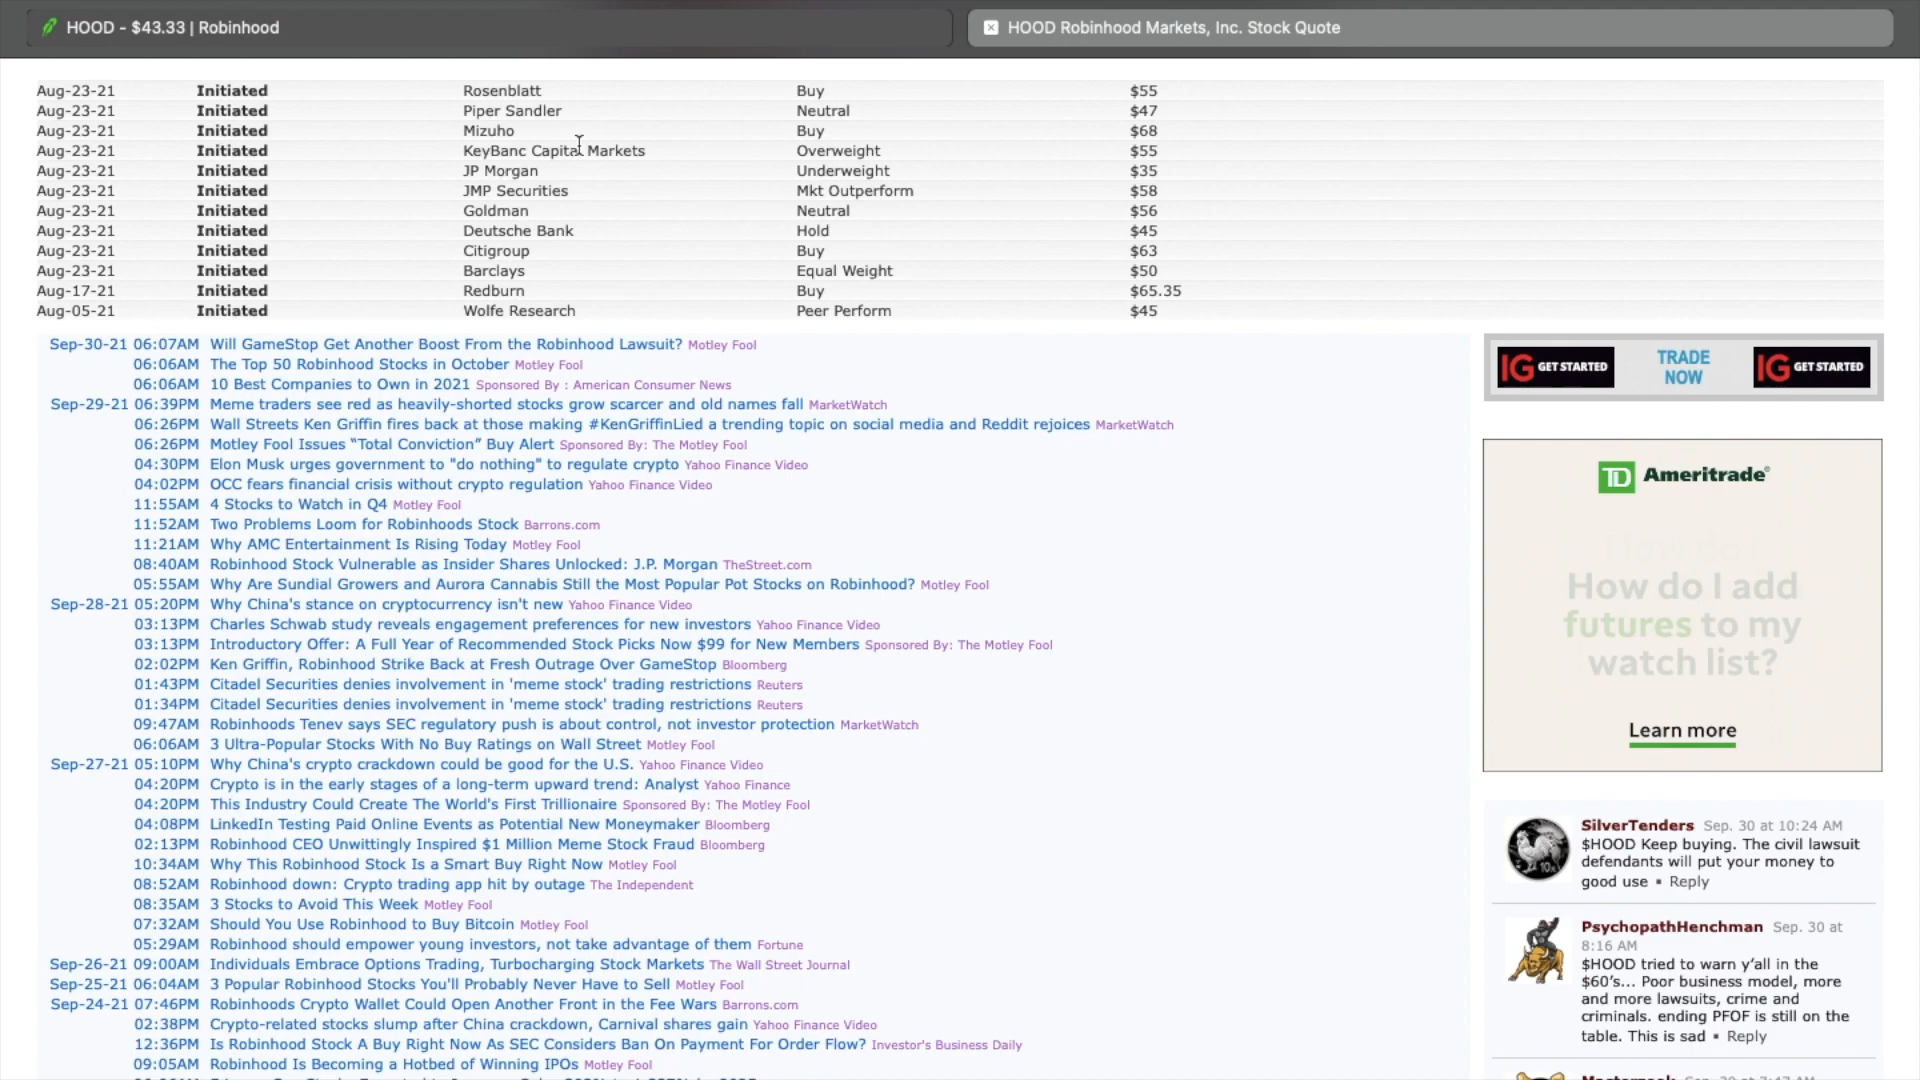 HOOD - $43.33 | Robinhood
HOOD Robinhood Markets, Inc. Stock Quote
Aug-23-21 Initiated Rosenblatt Buy $55
Aug-23-21 Initiated Piper Sandler Neutral $47
Aug-23-21 Initiated Mizuho Buy $68
Aug-23-21 Initiated KeyBanc Capital Markets Overweight $55
Aug-23-21 Initiated JP Morgan Underweight $35
Aug-23-21 Initiated JMP Securities Mkt Outperform $58
Aug-23-21 Initiated Goldman Neutral $56
Aug-23-21 Initiated Deutsche Bank Hold $45
Aug-23-21 Initiated Citigroup Buy $63
Aug-23-21 Initiated Barclays Equal Weight $50
Aug-17-21 Initiated Redburn Buy $65.35
Aug-05-21 Initiated Wolfe Research Peer Perform $45
Sep-30-21 06:07AM Will GameStop Get Another Boost From the Robinhood Lawsuit? Motley Fool
06:06AM The Top 50 Robinhood Stocks in October Motley Fool
06:06AM 10 Best Companies to Own in 2021 Sponsored By : American Consumer News
Sep-29-21 06:39PM Meme traders see red as heavily-shorted stocks grow scarcer and old names fall MarketWatch
06:26PM Wall Streets Ken Griffin fires back at those making #KenGriffinLied a trending topic on social media and Reddit rejoices MarketWatch
06:26PM Motley Fool Issues “Total Conviction” Buy Alert Sponsored By: The Motley Fool
04:30PM Elon Musk urges government to "do nothing" to regulate crypto Yahoo Finance Video
04:02PM OCC fears financial crisis without crypto regulation Yahoo Finance Video
11:55AM 4 Stocks to Watch in Q4 Motley Fool
11:52AM Two Problems Loom for Robinhoods Stock Barrons.com
11:21AM Why AMC Entertainment Is Rising Today Motley Fool
08:40AM Robinhood Stock Vulnerable as Insider Shares Unlocked: J.P. Morgan TheStreet.com
05:55AM Why Are Sundial Growers and Aurora Cannabis Still the Most Popular Pot Stocks on Robinhood? Motley Fool
Sep-28-21 05:20PM Why China's stance on cryptocurrency isn't new Yahoo Finance Video
03:13PM Charles Schwab study reveals engagement preferences for new investors Yahoo Finance Video
03:13PM Introductory Offer: A Full Year of Recommended Stock Picks Now $99 for New Members Sponsored By: The Motley Fool
02:02PM Ken Griffin, Robinhood Strike Back at Fresh Outrage Over GameStop Bloomberg
01:43PM Citadel Securities denies involvement in 'meme stock' trading restrictions Reuters
01:34PM Citadel Securities denies involvement in 'meme stock' trading restrictions Reuters
09:47AM Robinhoods Tenev says SEC regulatory push is about control, not investor protection MarketWatch
06:06AM 3 Ultra-Popular Stocks With No Buy Ratings on Wall Street Motley Fool
Sep-27-21 05:10PM Why China's crypto crackdown could be good for the U.S. Yahoo Finance Video
04:20PM Crypto is in the early stages of a long-term upward trend: Analyst Yahoo Finance
04:20PM This Industry Could Create The World's First Trillionaire Sponsored By: The Motley Fool
04:08PM LinkedIn Testing Paid Online Events as Potential New Moneymaker Bloomberg
02:13PM Robinhood CEO Unwittingly Inspired $1 Million Meme Stock Fraud Bloomberg
10:34AM Why This Robinhood Stock Is a Smart Buy Right Now Motley Fool
08:52AM Robinhood down: Crypto trading app hit by outage The Independent
08:35AM 3 Stocks to Avoid This Week Motley Fool
07:32AM Should You Use Robinhood to Buy Bitcoin Motley Fool
05:29AM Robinhood should empower young investors, not take advantage of them Fortune
Sep-26-21 09:00AM Individuals Embrace Options Trading, Turbocharging Stock Markets The Wall Street Journal
Sep-25-21 06:04AM 3 Popular Robinhood Stocks You'll Probably Never Have to Sell Motley Fool
Sep-24-21 07:46PM Robinhoods Crypto Wallet Could Open Another Front in the Fee Wars Barrons.com
02:38PM Crypto-related stocks slump after China crackdown, Carnival shares gain Yahoo Finance Video
12:36PM Is Robinhood Stock A Buy Right Now As SEC Considers Ban On Payment For Order Flow? Investor's Business Daily
09:05AM Robinhood Is Becoming a Hotbed of Winning IPOs Motley Fool
IG GET STARTED TRADE NOW IG GET STARTED
TD Ameritrade
How do I add
futures to my
watch list?
Learn more
SilverTenders Sep. 30 at 10:24 AM
$HOOD Keep buying. The civil lawsuit
defendants will put your money to
good use ▪ Reply
PsychopathHenchman Sep. 30 at
8:16 AM
$HOOD tried to warn y’all in the
$60’s... Poor business model, more
and more lawsuits, crime and
criminals. ending PFOF is still on the
table. This is sad ▪ Reply